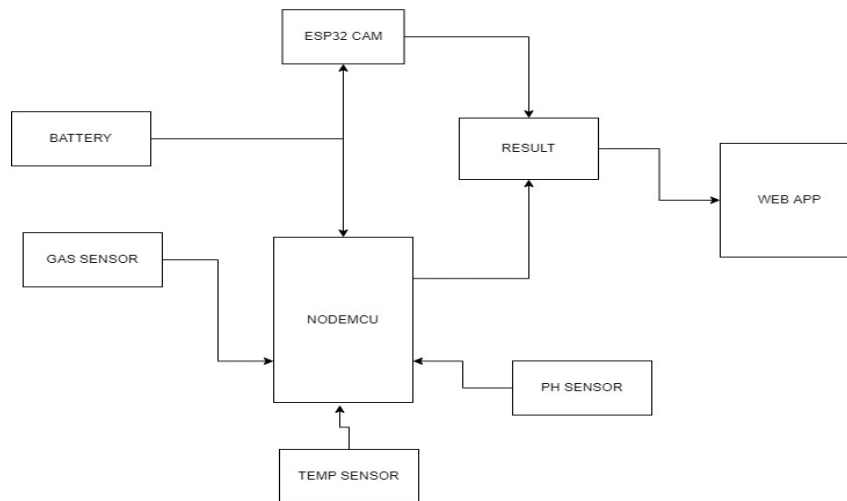 ESP32 CAM
BATTERY
RESULT
WEB APP
GAS SENSOR
NODEMCU
PH SENSOR
TEMP SENSOR